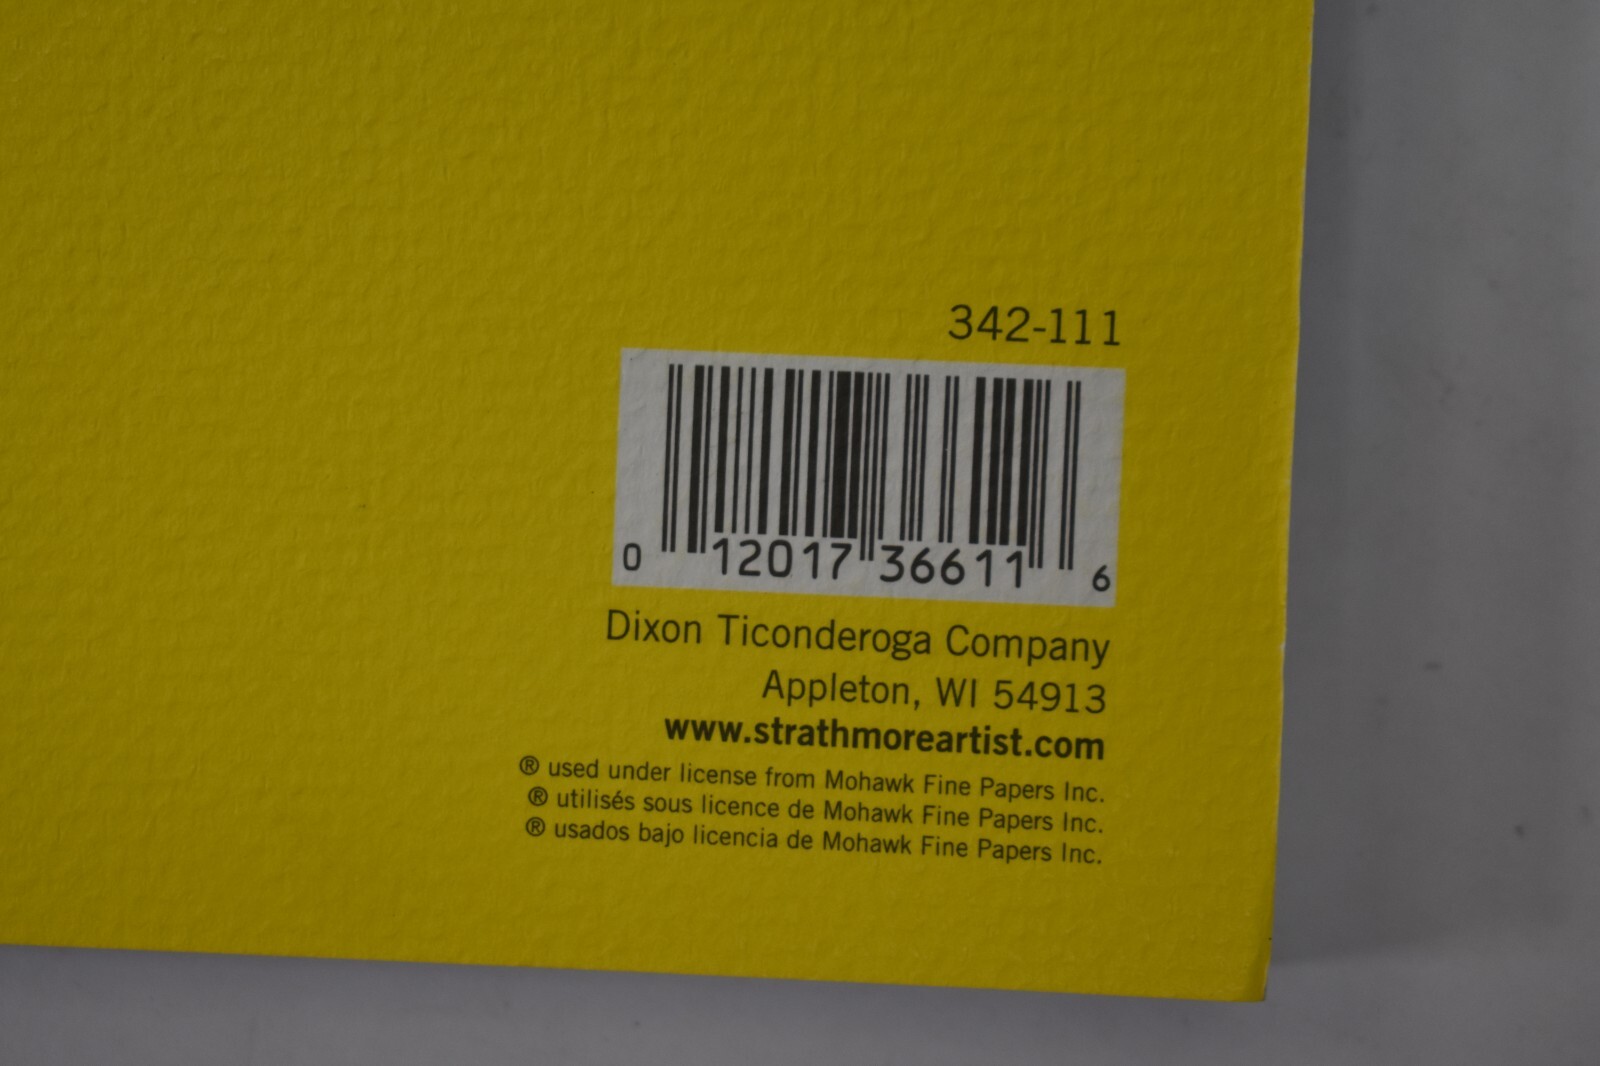 342-111
0 12017 36611 6
Dixon Ticonderoga Company
Appleton, WI 54913
www.strathmoreartist.com
® used under license from Mohawk Fine Papers Inc.
® utilisés sous licence de Mohawk Fine Papers Inc.
® usados bajo licencia de Mohawk Fine Papers Inc.